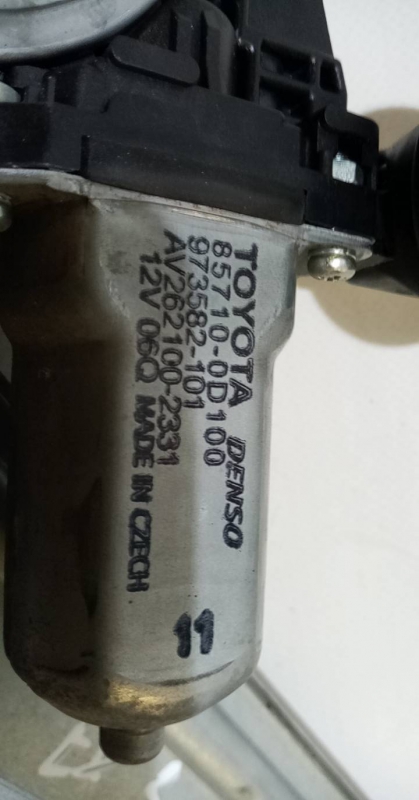 TOYOTA DENSO
85710-0D100
973582-101
AV262100-2331
12V 06Q MADE IN CZECH
11